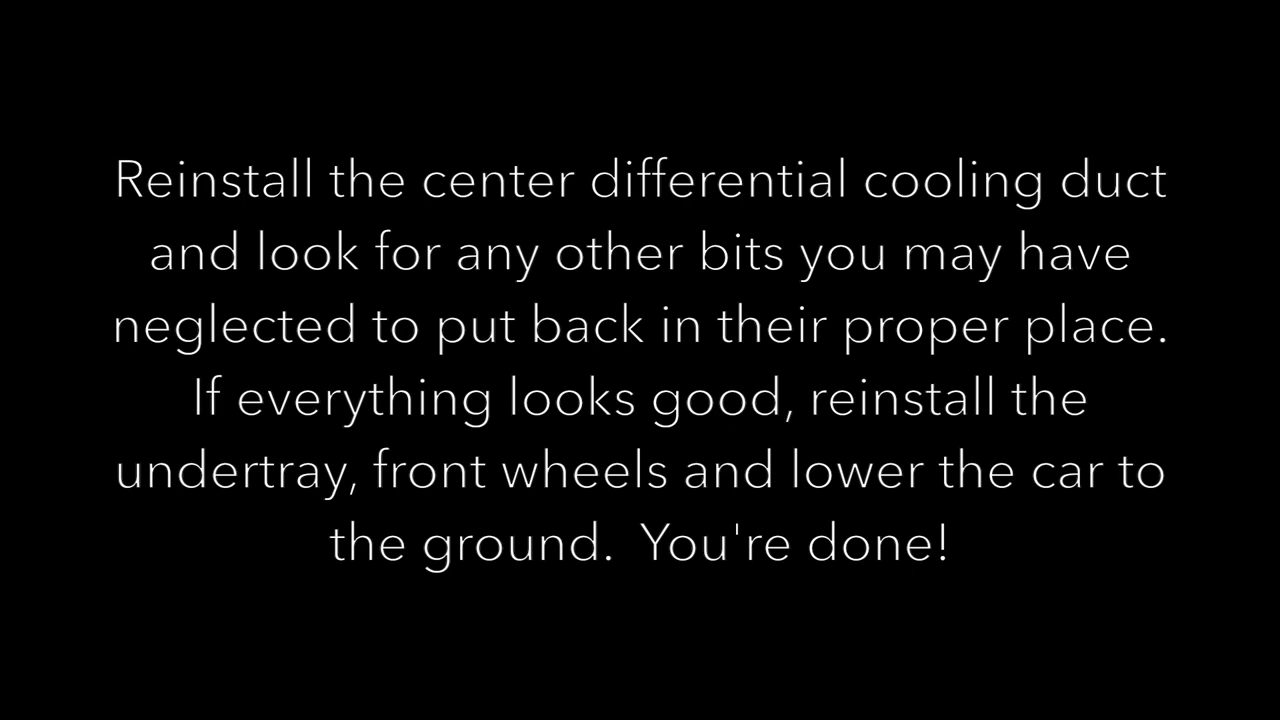 Reinstall the center differential cooling duct
and look for any other bits you may have
neglected to put back in their proper place.
If everything looks good, reinstall the
undertray, front wheels and lower the car to
the ground.  You're done!